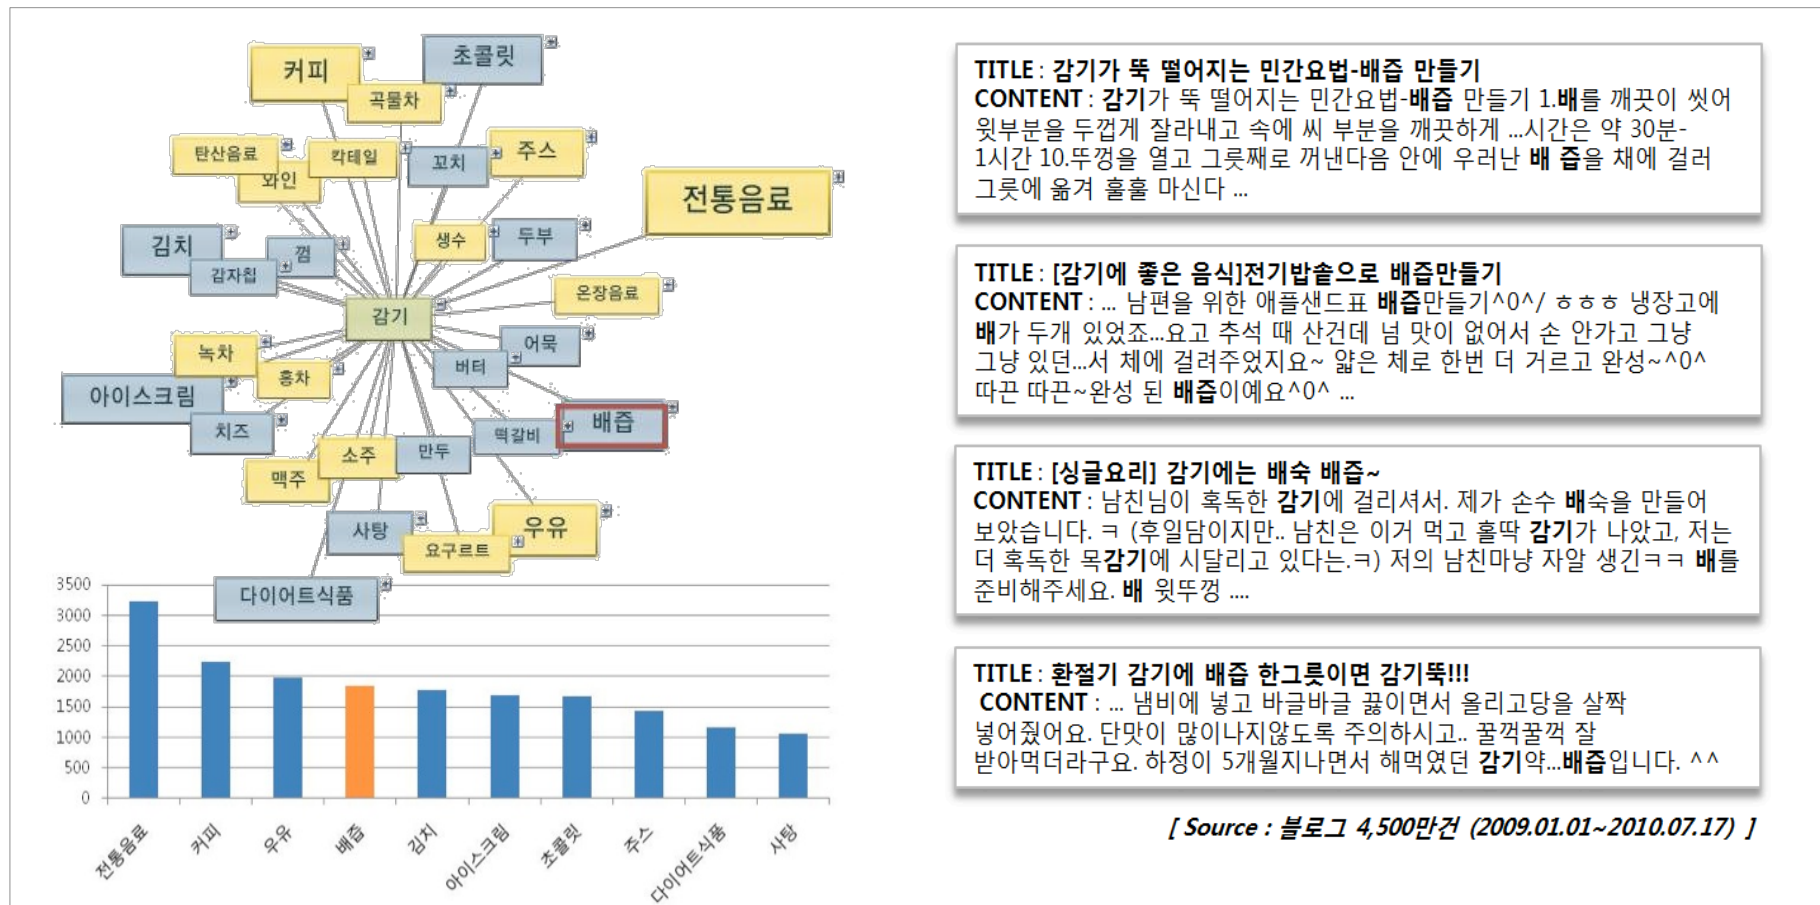 커피
초콜릿
곡물차
탄산음료
칵테일
꼬치
주스
와인
전통음료
김치
껌
생수
두부
감자칩
온장음료
감기
어묵
녹차
버터
홍차
아이스크림
치즈
배즙
떡갈비
소주
만두
맥주
사탕
우유
요구르트
다이어트식품
3500
3000
2500
2000
1500
1000
500
0
전통음료
커피
우유
배즙
김치
아이스크림
초콜릿
주스
다이어트식품
사탕
TITLE : 감기가 뚝 떨어지는 민간요법-배즙 만들기
CONTENT : 감기가 뚝 떨어지는 민간요법-배즙 만들기 1.배를 깨끗이 씻어
윗부분을 두껍게 잘라내고 속에 씨 부분을 깨끗하게 ...시간은 약 30분-
1시간 10.뚜껑을 열고 그릇째로 꺼낸다음 안에 우러난 배 즙을 채에 걸러
그릇에 옮겨 훌훌 마신다 ...
TITLE : [감기에 좋은 음식]전기밥솥으로 배즙만들기
CONTENT : ... 남편을 위한 애플샌드표 배즙만들기^0^/ ㅎㅎㅎ 냉장고에
배가 두개 있었죠...요고 추석 때 산건데 넘 맛이 없어서 손 안가고 그냥
그냥 있던...서 체에 걸려주었지요~ 얇은 체로 한번 더 거르고 완성~^0^
따끈 따끈~완성 된 배즙이예요^0^ ...
TITLE : [싱글요리] 감기에는 배숙 배즙~
CONTENT : 남친님이 혹독한 감기에 걸리셔서. 제가 손수 배숙을 만들어
보았습니다. ㅋ (후일담이지만.. 남친은 이거 먹고 홀딱 감기가 나았고, 저는
더 혹독한 목감기에 시달리고 있다는.ㅋ) 저의 남친마냥 자알 생긴ㅋㅋ 배를
준비해주세요. 배 윗뚜껑 ....
TITLE : 환절기 감기에 배즙 한그릇이면 감기뚝!!!
CONTENT : ... 냄비에 넣고 바글바글 끓이면서 올리고당을 살짝
넣어줬어요. 단맛이 많이나지않도록 주의하시고.. 꿀꺽꿀꺽 잘
받아먹더라구요. 하정이 5개월지나면서 해먹였던 감기약...배즙입니다. ^^
[ Source : 블로그 4,500만건 (2009.01.01~2010.07.17) ]